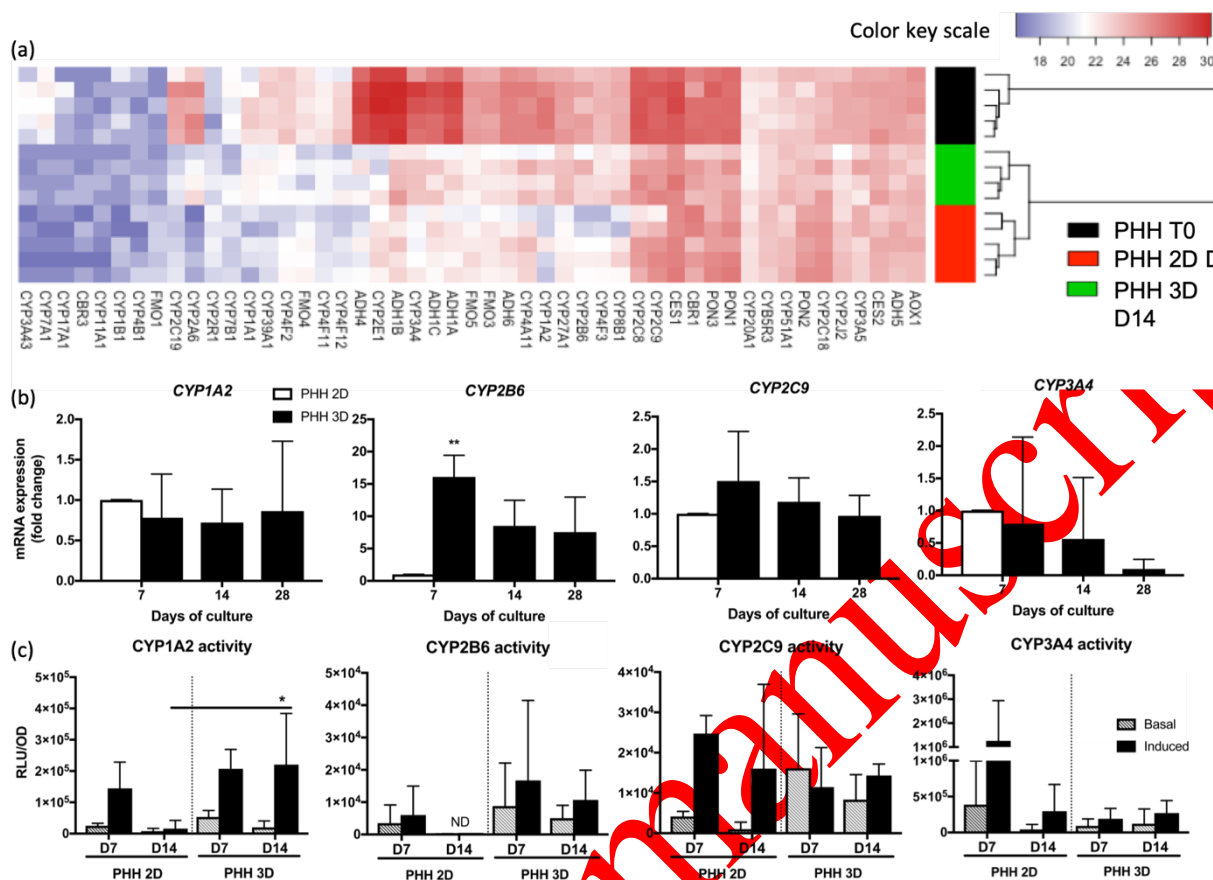 Color key scale
18 20 22 24 26 28 30
(a)
PHH T0
PHH 2D D
PHH 3D
D14
CYP3A43
CYP7A1
CYP17A1
CBR3
CYP11A1
CYP1B1
CYP4B1
FMO1
CYP2C19
CYP2A6
CYP2R1
CYP7B1
CYP1A1
CYP39A1
CYP4F2
FMO4
CYP4F11
CYP4F12
ADH4
CYP2E1
ADH1B
CYP3A4
ADH1C
ADH1A
FMO5
FMO3
ADH6
CYP4A11
CYP1A2
CYP27A1
CYP2B6
CYP4F3
CYP8B1
CYP2C8
CYP2C9
CES1
CBR1
PON3
PON1
CYP20A1
CYB5R3
CYP51A1
PON2
CYP2C18
CYP2J2
CYP3A5
CES2
ADH5
AOX1
(b)
CYP1A2
PHH 2D
PHH 3D
mRNA expression
(fold change)
2.0
1.5
1.0
0.5
0.0
7 14 28
Days of culture
CYP2B6
25
20
15
10
5
0
**
7 14 28
Days of culture
CYP2C9
2.5
2.0
1.5
1.0
0.5
0.0
7 14 28
Days of culture
CYP3A4
2.5
2.0
1.5
1.0
0.5
0.0
7 14 28
Days of culture
(c)
CYP1A2 activity
RLU/OD
5×10⁵
4×10⁵
3×10⁵
2×10⁵
1×10⁵
0
*
D7 D14 D7 D14
PHH 2D PHH 3D
CYP2B6 activity
5×10⁴
4×10⁴
3×10⁴
2×10⁴
1×10⁴
0
ND
D7 D14 D7 D14
PHH 2D PHH 3D
CYP2C9 activity
4×10⁴
3×10⁴
2×10⁴
1×10⁴
0
D7 D14 D7 D14
PHH 2D PHH 3D
CYP3A4 activity
4×10⁶
3×10⁶
2×10⁶
1×10⁶
1×10⁶
5×10⁵
0
Basal
Induced
D7 D14 D7 D14
PHH 2D PHH 3D
manuscri